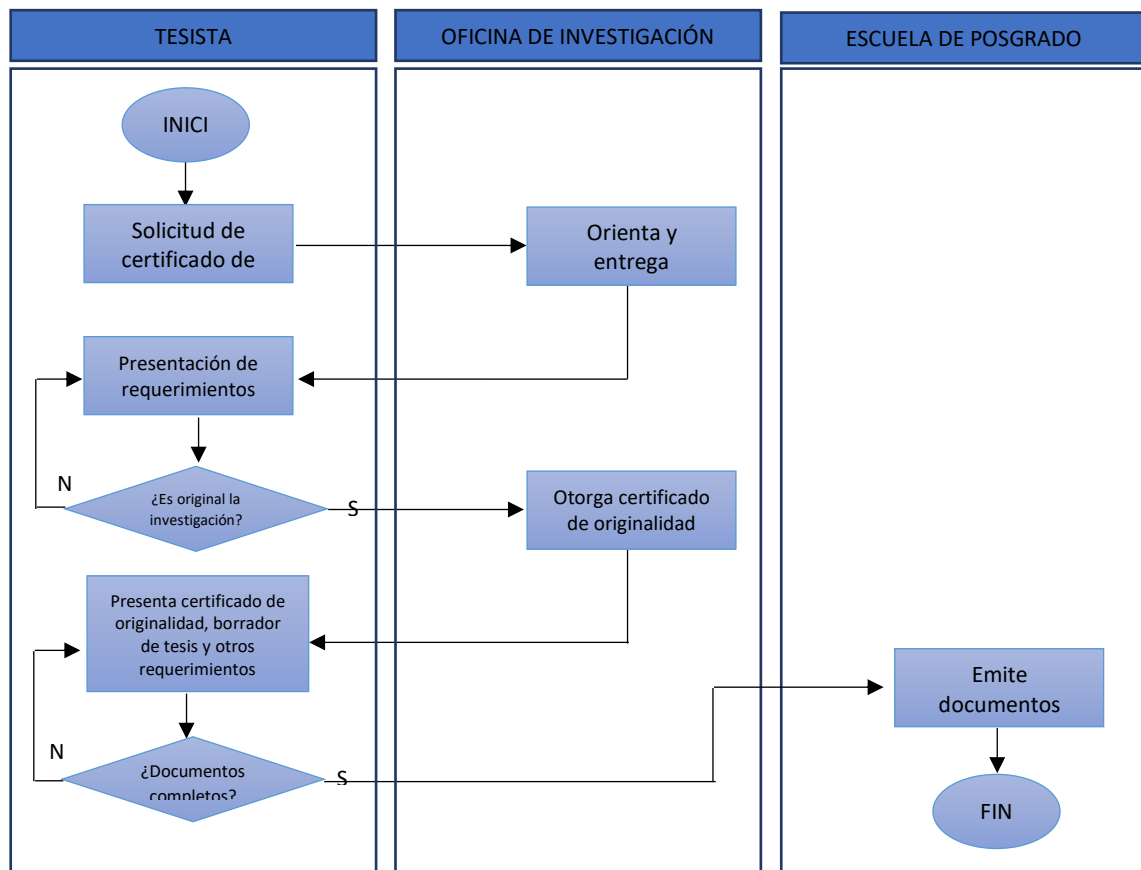 TESISTA
OFICINA DE INVESTIGACIÓN
ESCUELA DE POSGRADO
INICI
Solicitud de
certificado de
Orienta y
entrega
Presentación de
requerimientos
N
¿Es original la
investigación?
S
Otorga certificado
de originalidad
Presenta certificado de
originalidad, borrador
de tesis y otros
requerimientos
Emite
documentos
N
¿Documentos
completos?
S
FIN